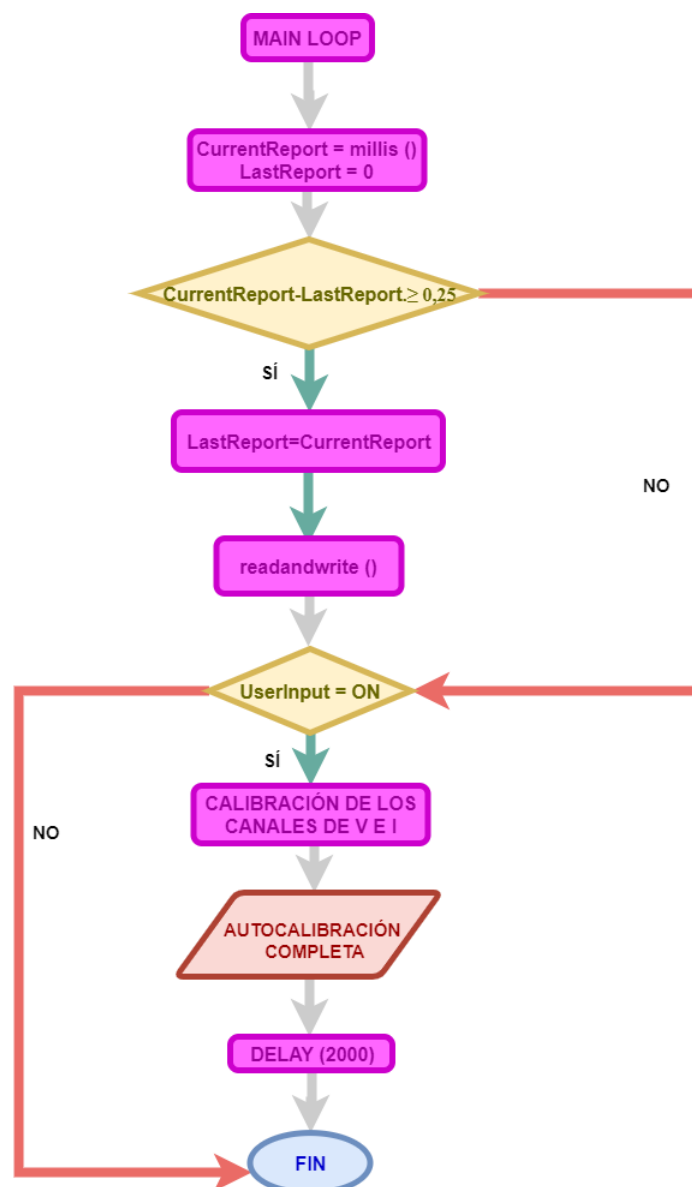 MAIN LOOP
CurrentReport = millis ()
LastReport = 0
CurrentReport-LastReport.≥ 0,25
SÍ
LastReport=CurrentReport
NO
readandwrite ()
UserInput = ON
SÍ
CALIBRACIÓN DE LOS
CANALES DE V E I
NO
AUTOCALIBRACIÓN
COMPLETA
DELAY (2000)
FIN